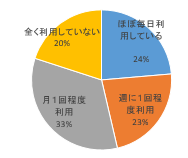 ほぼ毎日利
用している
24%
週に1回程
度利用
23%
月1回程度
利用
33%
全く利用していない
20%